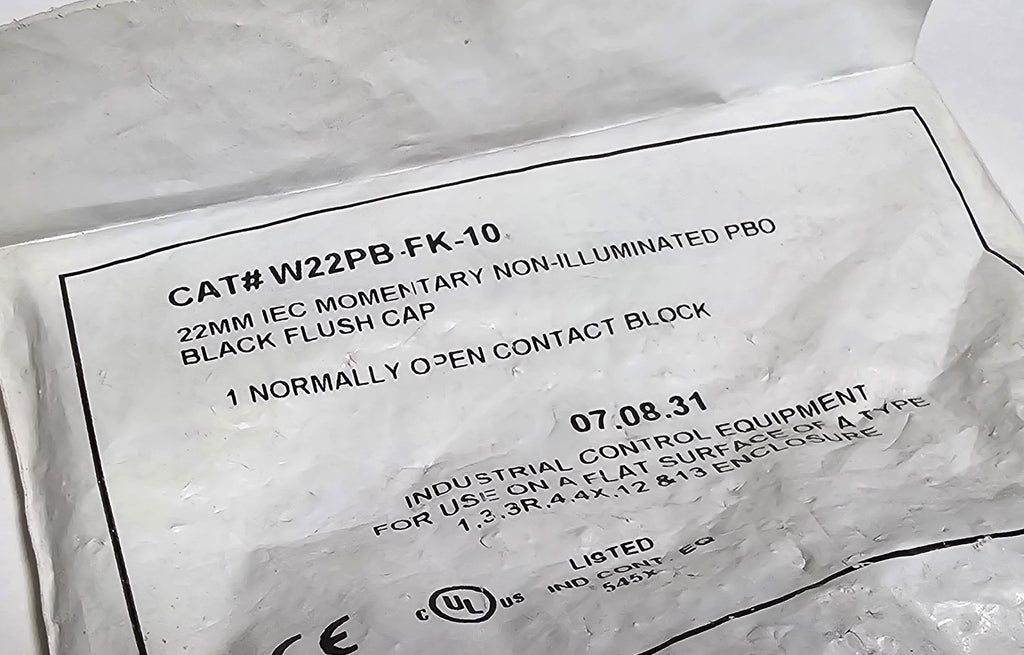 CAT# W22PB-FK-10
22MM IEC MOMENTARY NON-ILLUMINATED PBO
BLACK FLUSH CAP
1 NORMALLY OPEN CONTACT BLOCK
07.08.31
INDUSTRIAL CONTROL EQUIPMENT
FOR USE ON A FLAT SURFACE OF A TYPE
1,3,3R,4,4X,12 &13 ENCLOSURE
LISTED
IND CONT EQ
545X
C UL US
CE